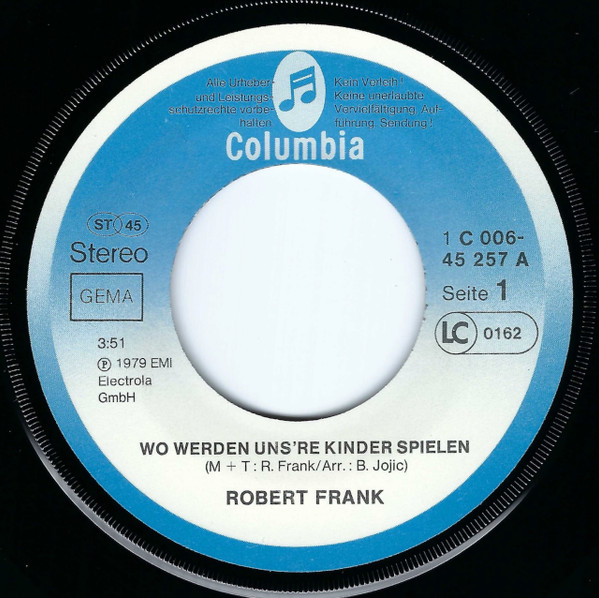 Alle Urheber-
und Leistungs-
schutzrechte vorbe-
halten
Kein Verleih!
Keine unerlaubte
Vervielfältigung, Auf-
führung, Sendung!
Columbia
ST 45
Stereo
GEMA
3:51
Ⓟ 1979 EMI
Electrola
GmbH
1 C 006-
45 257 A
Seite 1
LC 0162
WO WERDEN UNS'RE KINDER SPIELEN
(M + T : R. Frank/Arr. : B. Jojic)
ROBERT FRANK